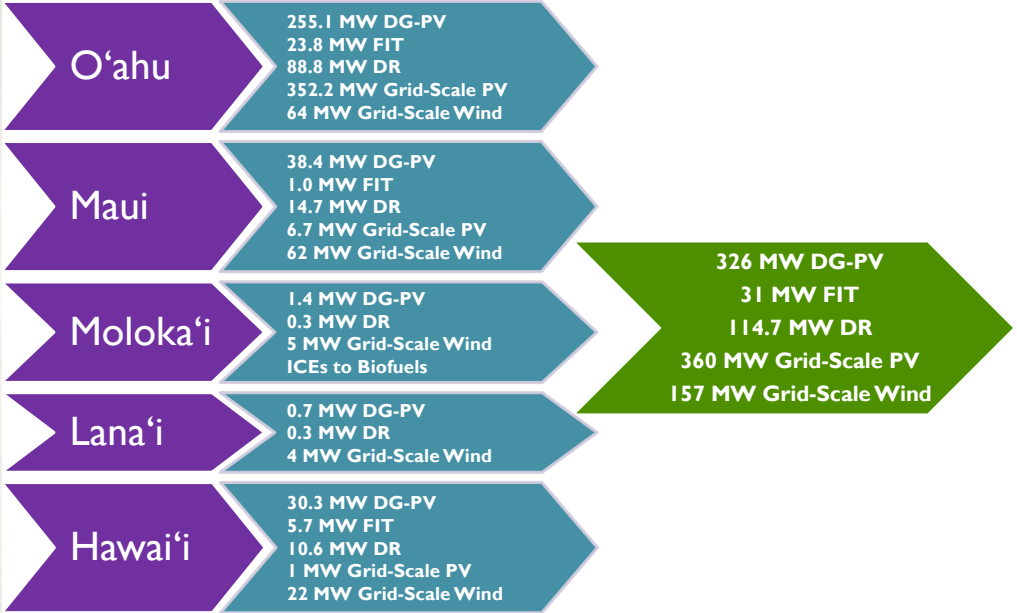 O‘ahu
255.1 MW DG-PV
23.8 MW FIT
88.8 MW DR
352.2 MW Grid-Scale PV
64 MW Grid-Scale Wind
Maui
38.4 MW DG-PV
1.0 MW FIT
14.7 MW DR
6.7 MW Grid-Scale PV
62 MW Grid-Scale Wind
Moloka‘i
1.4 MW DG-PV
0.3 MW DR
5 MW Grid-Scale Wind
ICEs to Biofuels
Lana‘i
0.7 MW DG-PV
0.3 MW DR
4 MW Grid-Scale Wind
Hawai‘i
30.3 MW DG-PV
5.7 MW FIT
10.6 MW DR
1 MW Grid-Scale PV
22 MW Grid-Scale Wind
326 MW DG-PV
31 MW FIT
114.7 MW DR
360 MW Grid-Scale PV
157 MW Grid-Scale Wind